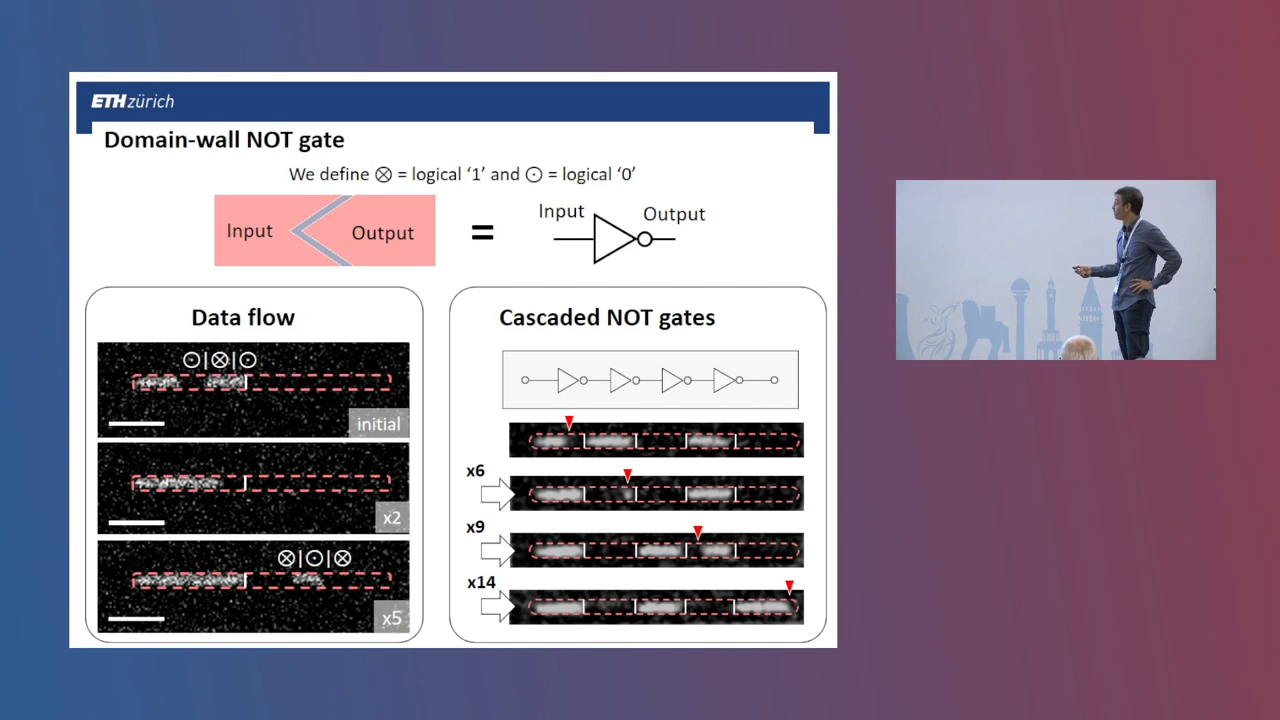 ETH zürich
Domain-wall NOT gate
We define ⊗ = logical ‘1’ and ⊙ = logical ‘0’
Input Output
=
Input Output
Data flow
⊙|⊗|⊙
initial
x2
⊗|⊙|⊗
x5
Cascaded NOT gates
x6
x9
x14